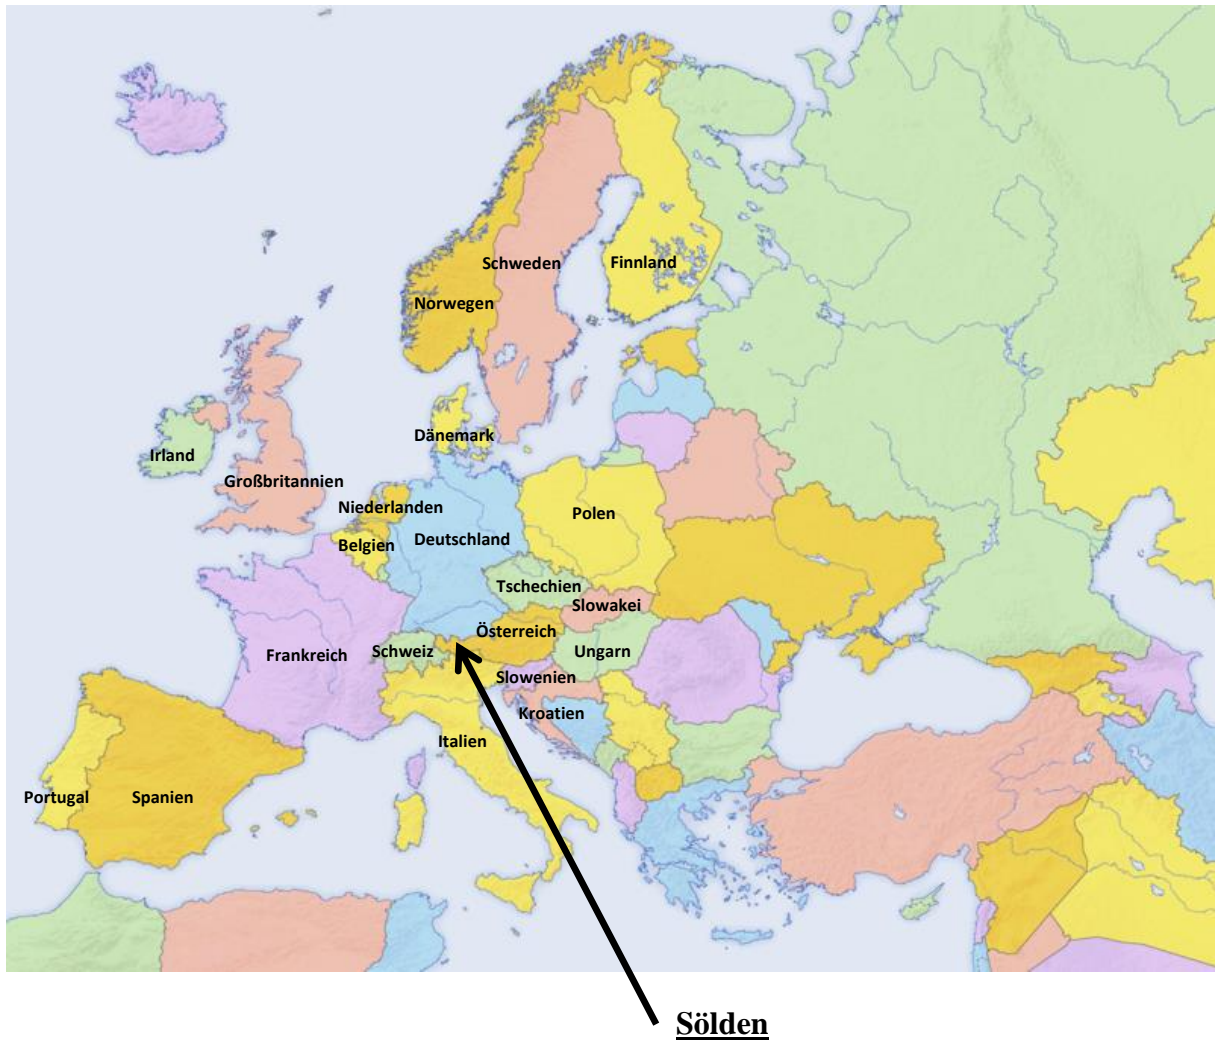 Schweden
Finnland
Norwegen
Dänemark
Irland
Großbritannien
Niederlanden
Polen
Deutschland
Belgien
Tschechien
Slowakei
Österreich
Frankreich
Schweiz
Ungarn
Slowenien
Kroatien
Italien
Portugal
Spanien
Sölden